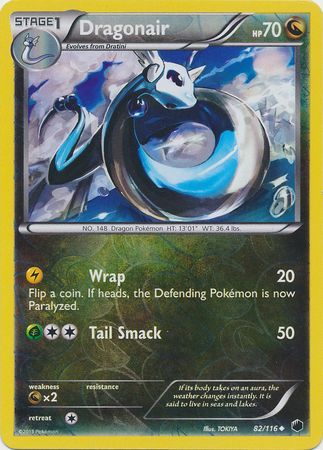 STAGE1
Dragonair
HP70
Evolves from Dratini
NO. 148 Dragon Pokémon HT: 13'01" WT: 36.4 lbs.
Wrap 20
Flip a coin. If heads, the Defending Pokémon is now
Paralyzed.
Tail Smack 50
weakness
resistance
×2
retreat
If its body takes on an aura, the
weather changes instantly. It is
said to live in seas and lakes.
©2013 Pokémon
Illus. TOKIYA
82/116